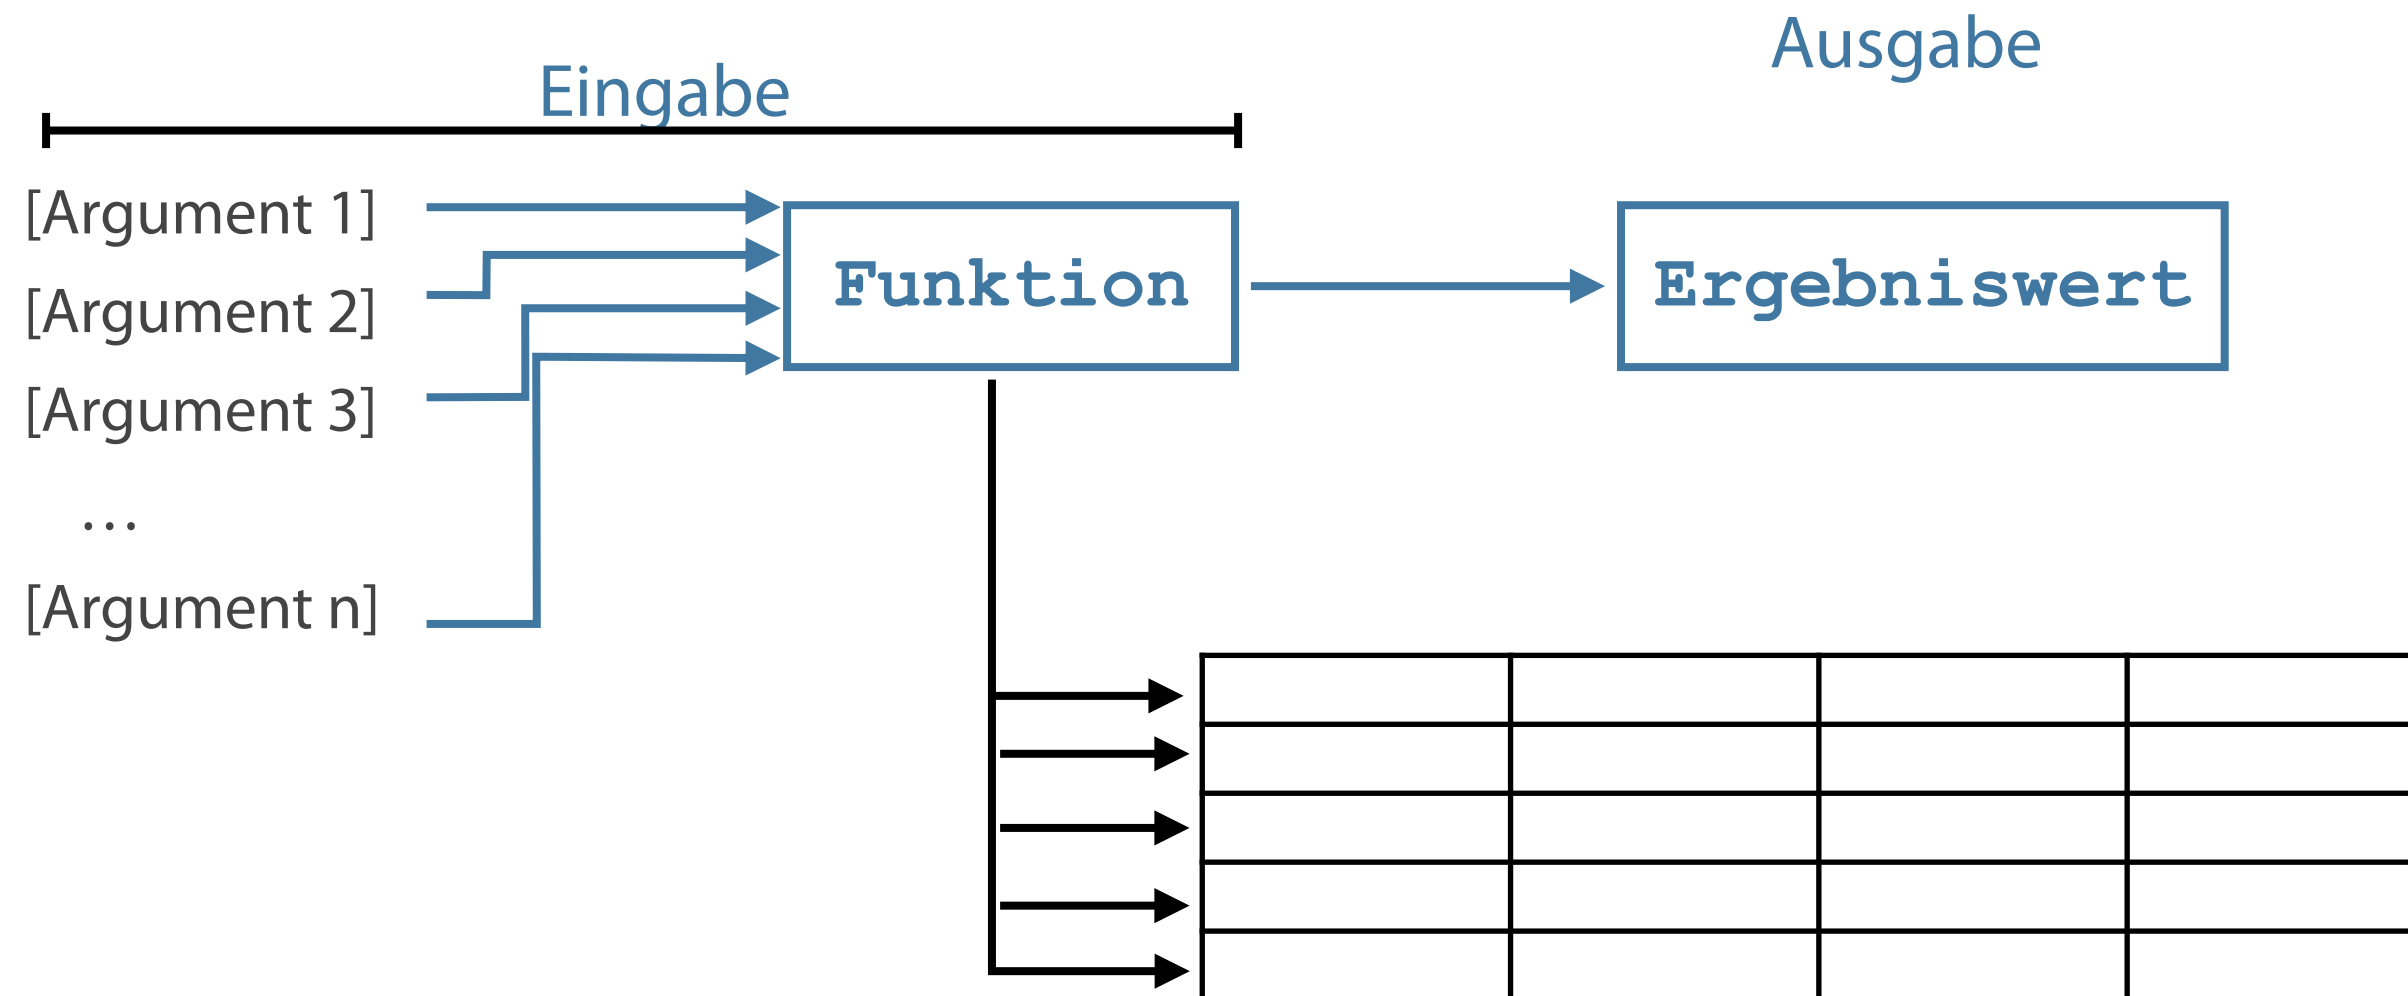 Ausgabe
Eingabe
[Argument 1]
[Argument 2]
[Argument 3]
…
[Argument n]
Funktion
Ergebniswert